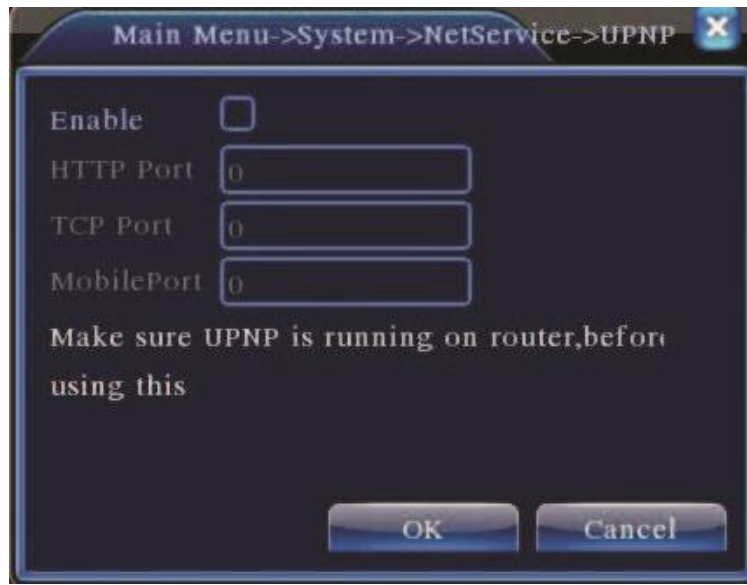 Main Menu->System->NetService->UPNP
Enable
HTTP Port 0
TCP Port 0
MobilePort 0
Make sure UPNP is running on router,before
using this
OK Cancel